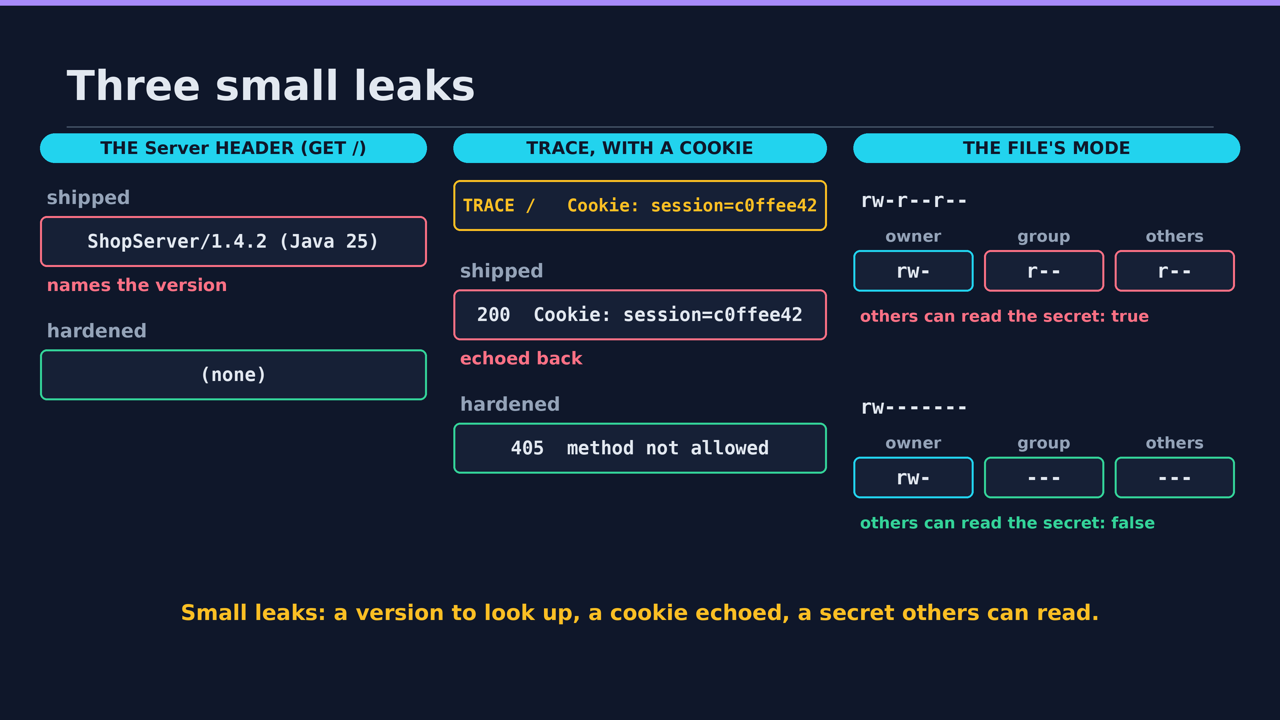 Three small leaks
THE Server HEADER (GET /)
shipped
ShopServer/1.4.2 (Java 25)
names the version
hardened
(none)
TRACE, WITH A COOKIE
TRACE /   Cookie: session=c0ffee42
shipped
200  Cookie: session=c0ffee42
echoed back
hardened
405  method not allowed
THE FILE'S MODE
rw-r--r--
owner group others
rw- r-- r--
others can read the secret: true
rw-------
owner group others
rw- --- ---
others can read the secret: false
Small leaks: a version to look up, a cookie echoed, a secret others can read.